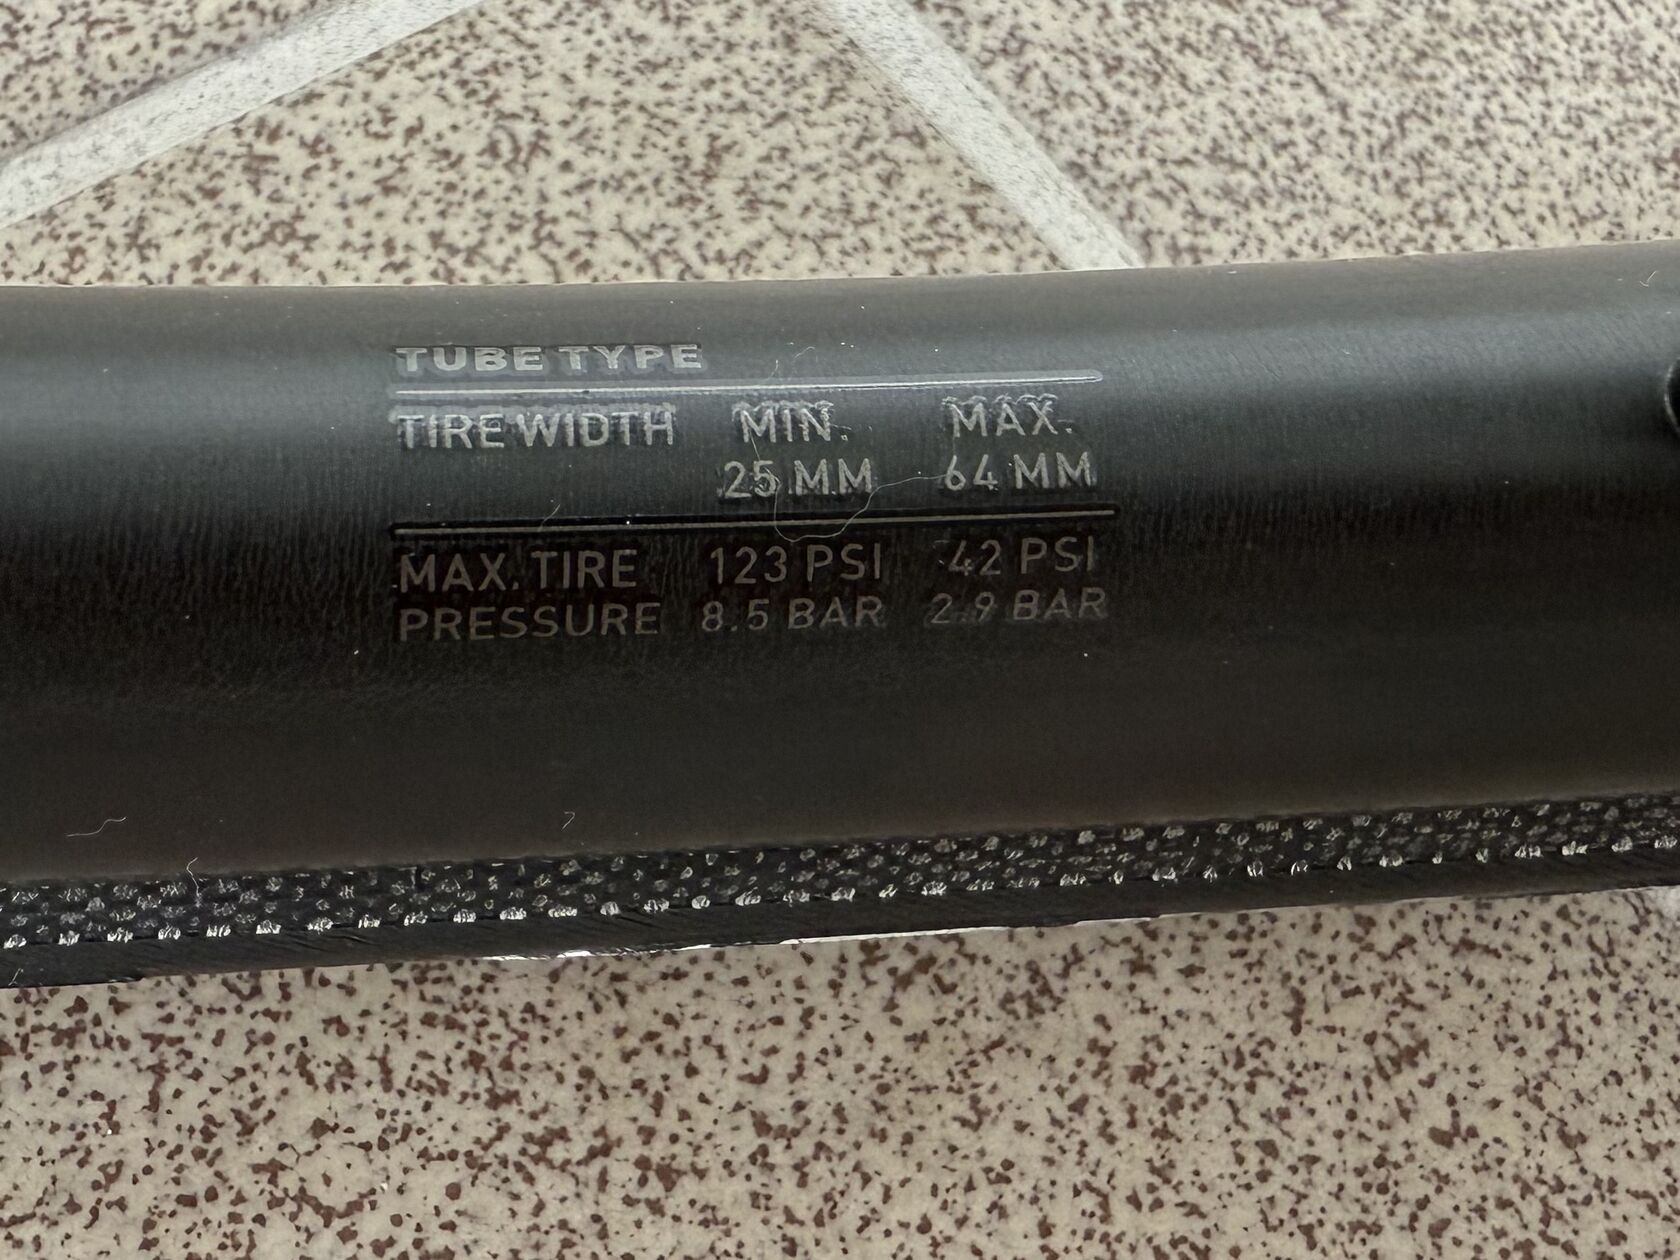 TUBE TYPE
TIRE WIDTH MIN. MAX.
25 MM 64 MM
MAX. TIRE 123 PSI 42 PSI
PRESSURE 8.5 BAR 2.9 BAR